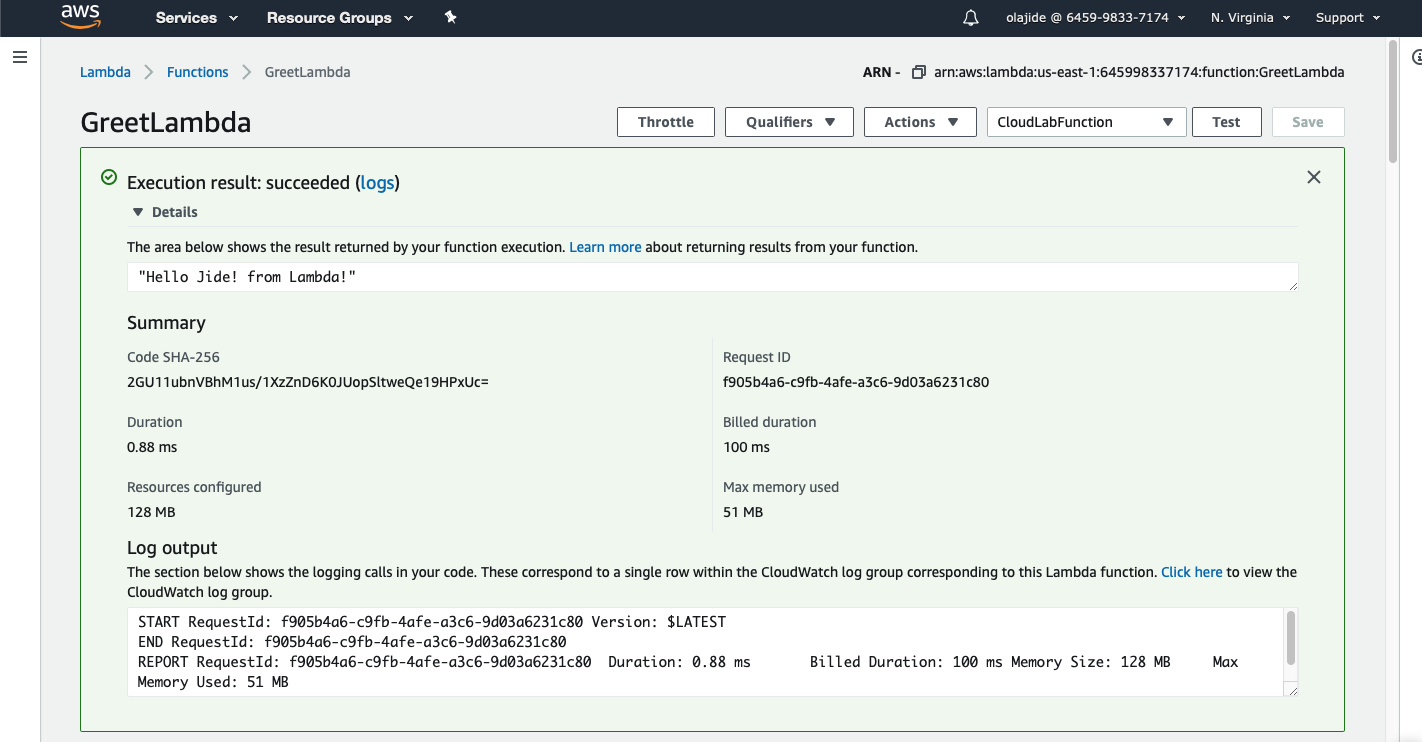 aws Services Resource Groups olajide @ 6459-9833-7174 N. Virginia Support
Lambda Functions GreetLambda ARN - arn:aws:lambda:us-east-1:645998337174:function:GreetLambda
GreetLambda Throttle Qualifiers Actions CloudLabFunction Test Save
Execution result: succeeded (logs)
Details
The area below shows the result returned by your function execution. Learn more about returning results from your function.
"Hello Jide! from Lambda!"
Summary
Code SHA-256 Request ID
2GU11ubnVBhM1us/1XzZnD6K0JUopSltweQe19HPxUc= f905b4a6-c9fb-4afe-a3c6-9d03a6231c80
Duration Billed duration
0.88 ms 100 ms
Resources configured Max memory used
128 MB 51 MB
Log output
The section below shows the logging calls in your code. These correspond to a single row within the CloudWatch log group corresponding to this Lambda function. Click here to view the
CloudWatch log group.
START RequestId: f905b4a6-c9fb-4afe-a3c6-9d03a6231c80 Version: $LATEST
END RequestId: f905b4a6-c9fb-4afe-a3c6-9d03a6231c80
REPORT RequestId: f905b4a6-c9fb-4afe-a3c6-9d03a6231c80 Duration: 0.88 ms Billed Duration: 100 ms Memory Size: 128 MB Max
Memory Used: 51 MB